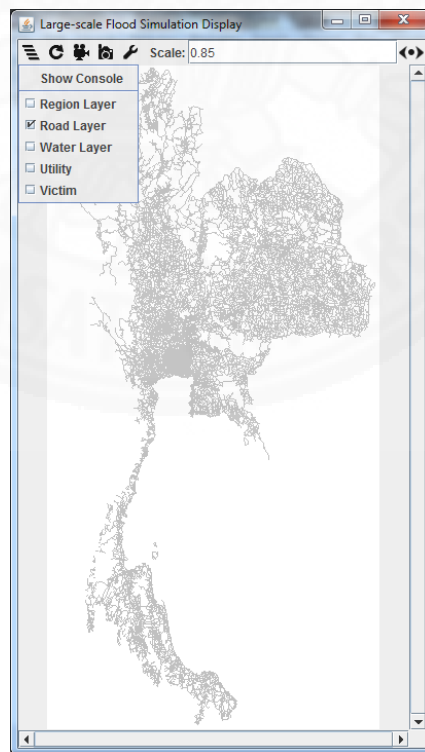 Large-scale Flood Simulation Display
Scale: 0.85
Show Console
Region Layer
Road Layer
Water Layer
Utility
Victim